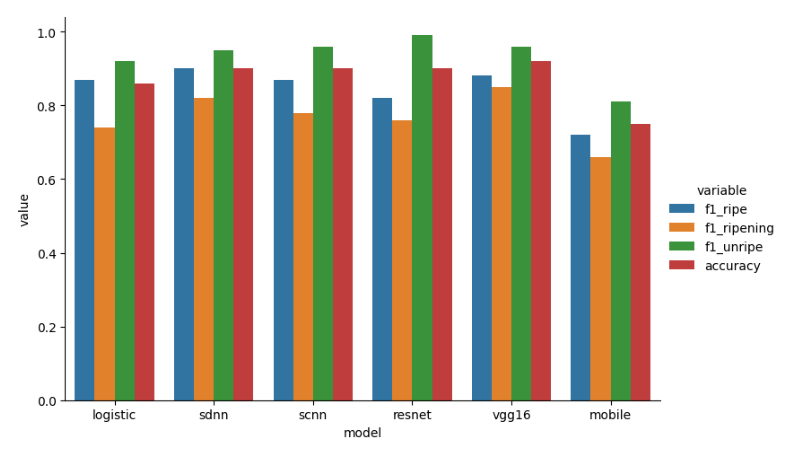 1.0
0.8
0.6
0.4
0.2
0.0
value
logistic sdnn scnn resnet vgg16 mobile
model
variable
f1_ripe
f1_ripening
f1_unripe
accuracy